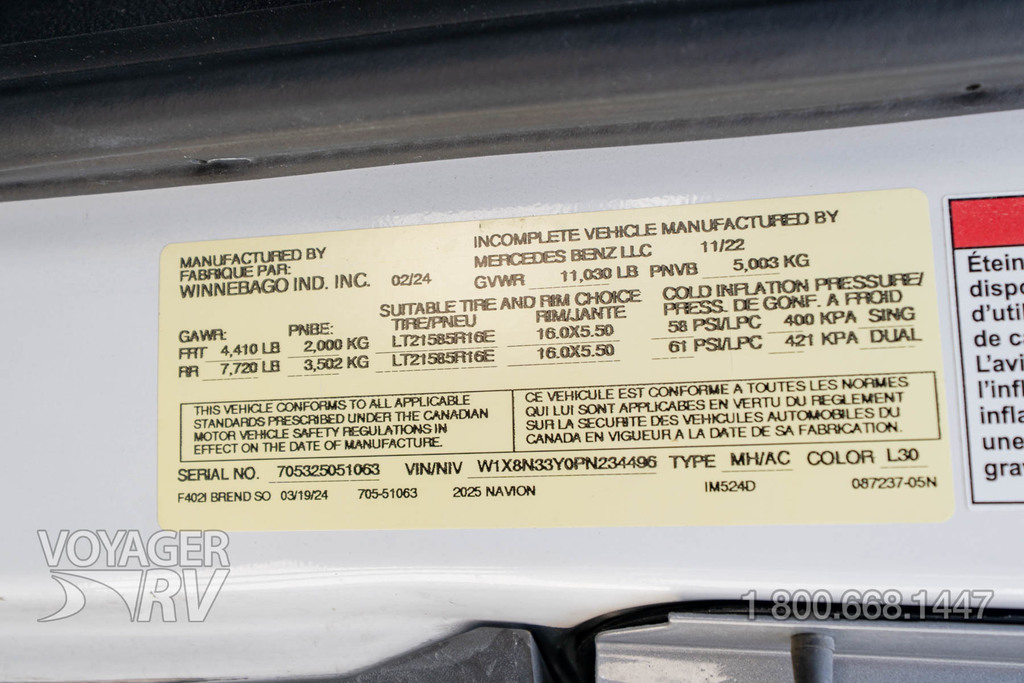 MANUFACTURED BY
FABRIQUE PAR:
WINNEBAGO IND. INC. 02/24
INCOMPLETE VEHICLE MANUFACTURED BY
MERCEDES BENZ LLC 11/22
GVWR 11,030 LB PNVB 5,003 KG
SUITABLE TIRE AND RIM CHOICE COLD INFLATION PRESSURE/
TIRE/PNEU RIM/JANTE PRESS. DE GONF. A FROID
GAWR: PNBE:
FRT 4,410 LB 2,000 KG LT21585R16E 16.0X5.50 58 PSI/LPC 400 KPA SING
RR 7,720 LB 3,502 KG LT21585R16E 16.0X5.50 61 PSI/LPC 421 KPA DUAL
THIS VEHICLE CONFORMS TO ALL APPLICABLE
STANDARDS PRESCRIBED UNDER THE CANADIAN
MOTOR VEHICLE SAFETY REGULATIONS IN
EFFECT ON THE DATE OF MANUFACTURE.
CE VEHICULE EST CONFORME A TOUTES LES NORMES
QUI LUI SONT APPLICABES EN VERTU DU REGLEMENT
SUR LA SECURITE DES VEHICULES AUTOMOBILES DU
CANADA EN VIGUEUR A LA DATE DE SA FABRICATION.
SERIAL NO. 705325051063 VIN/NIV W1X8N33Y0PN234496 TYPE MH/AC COLOR L30
F402I BREND SO 03/19/24 705-51063 2025 NAVION IM524D 087237-05N
Étein
dispo
d'util
de ca
L'avi
l'infl
infla
une
grav
VOYAGER
RV
1 800.668.1447